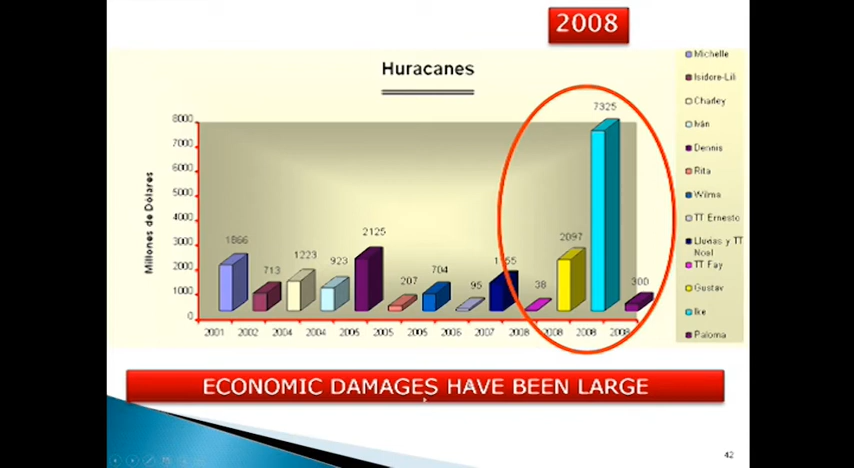 2008
Huracanes
Michelle
Isidore-Lili
Charley
Iván
Dennis
Rita
Wilma
TT Ernesto
Lluvias y TT
Noel
TT Fay
Gustav
Ike
Paloma
Millones de Dólares
8000
7000
6000
5000
4000
3000
2000
1000
0
1866
713
1223
923
2125
207
704
95
1155
38
2097
7325
300
2001 2002 2004 2004 2005 2005 2005 2006 2007 2008 2008 2008 2008
ECONOMIC DAMAGES HAVE BEEN LARGE
42